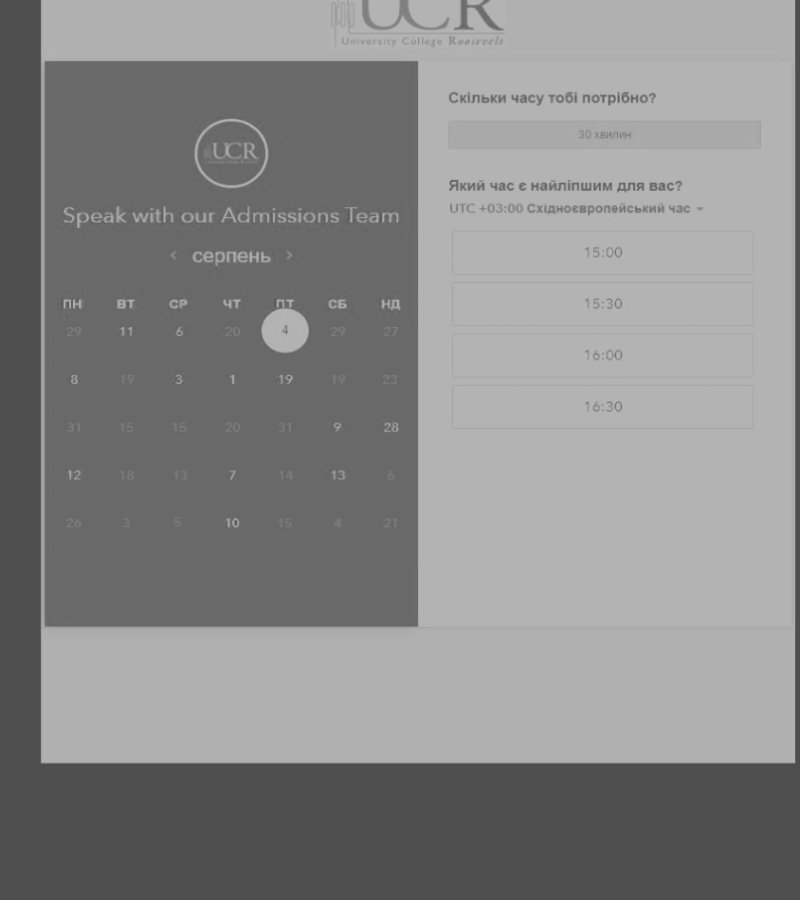 UCR
University College Roosevelt
UCR
Speak with our Admissions Team
< серпень >
ПН ВТ СР ЧТ ПТ СБ НД
29 11 6 20 4 29 27
8 19 3 1 19 19 23
31 15 15 20 31 9 28
12 18 13 7 14 13 6
26 3 5 10 15 4 21
Скільки часу тобі потрібно?
30 хвилин
Який час є найліпшим для вас?
UTC +03:00 Східноєвропейський час
15:00
15:30
16:00
16:30